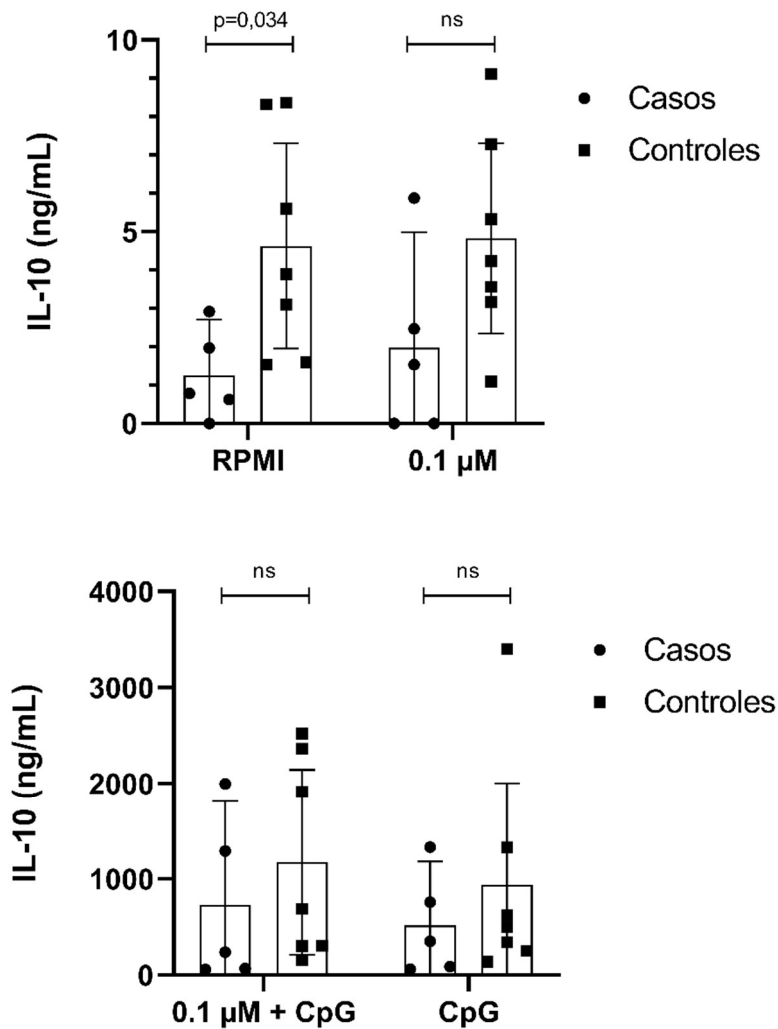 p=0,034
ns
10
5
0
IL-10 (ng/mL)
Casos
Controles
RPMI
0.1 µM
ns
ns
4000
3000
2000
1000
0
IL-10 (ng/mL)
Casos
Controles
0.1 µM + CpG
CpG